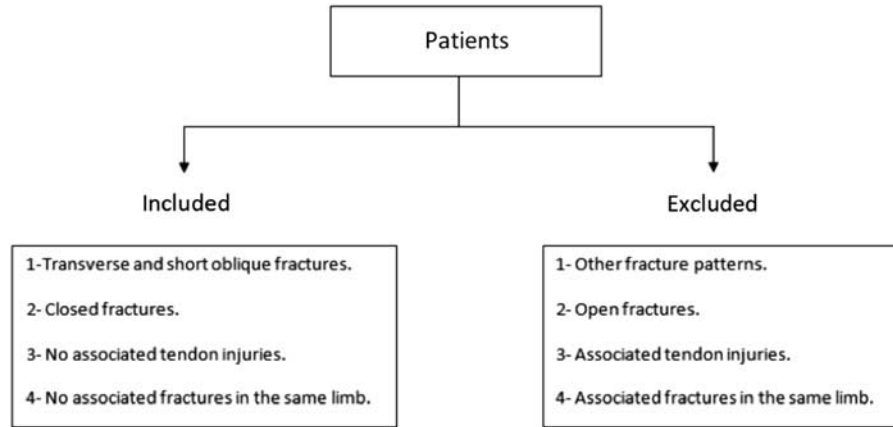 Patients
Included
Excluded
1-Transverse and short oblique fractures.
2- Closed fractures.
3- No associated tendon injuries.
4- No associated fractures in the same limb.
1- Other fracture patterns.
2- Open fractures.
3- Associated tendon injuries.
4- Associated fractures in the same limb.